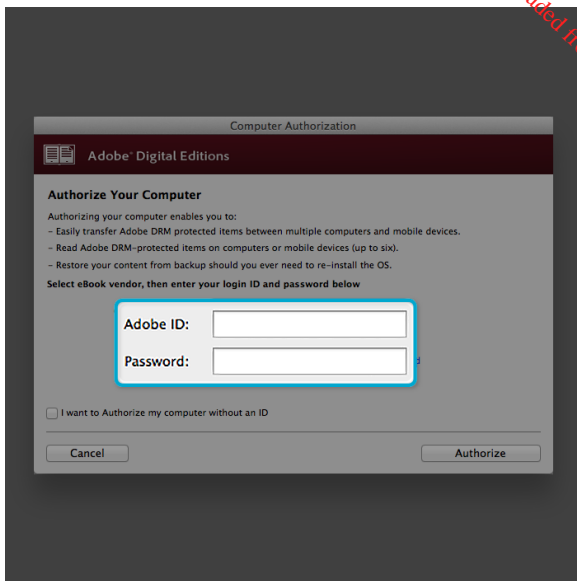 Computer Authorization
Adobe® Digital Editions
Authorize Your Computer
Authorizing your computer enables you to:
– Easily transfer Adobe DRM protected items between multiple computers and mobile devices.
– Read Adobe DRM-protected items on computers or mobile devices (up to six).
– Restore your content from backup should you ever need to re-install the OS.
Select eBook vendor, then enter your login ID and password below
Adobe ID:
Password:
I want to Authorize my computer without an ID
Cancel
Authorize